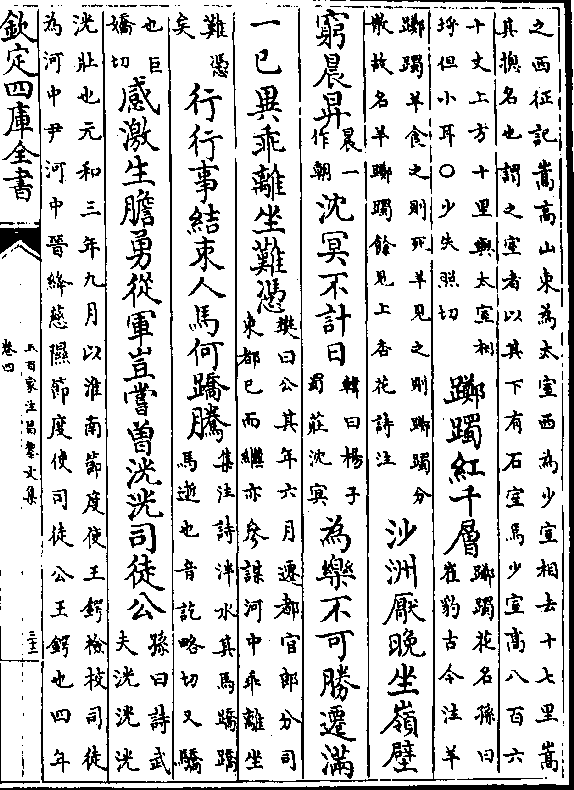 之西征記嵩高山東為太室西為少室相去十七里嵩
其摠名也謂之室者以其下有石室焉少室高八百六
十丈上方十里與太室相
埒但小耳○少失照切
躑躅紅千層
躑躅花名孫曰
崔豹古今注羊
躑躅羊食之則死羊見之則躑躅分
散故名羊躑躅餘見上杏花詩注
沙洲厭晚坐嶺壁
窮晨昇
晨一
作朝
沈冥不計日
韓曰楊子
蜀莊沈冥
為樂不可勝遷滿
一已異乖離坐難憑
樊曰公其年六月遷都官郎分司
東都已而繼亦參謀河中乖離坐
難憑
矣
行行事結束人馬何蹻騰
集注詩泮水其馬蹻蹻
馬逝也音訖略切又驕
也巨
嬌切
感激生膽勇從軍豈嘗曽洸洸司徒公
孫曰詩武
夫洸洸洸
洸壯也元和三年九月以淮南節度使王鍔檢校司徒
為河中尹河中晉絳慈隰節度使司徒公王鍔也四年
欽定四庫全書
五百家注昌黎文集
卷四